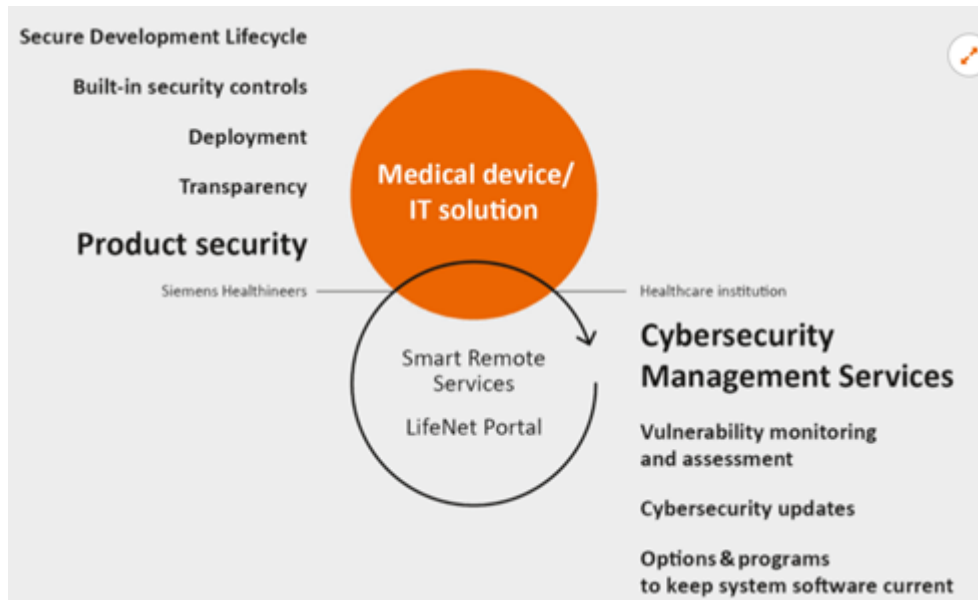 Secure Development Lifecycle
Built-in security controls
Deployment
Transparency
Product security
Siemens Healthineers
Medical device/
IT solution
Smart Remote
Services
LifeNet Portal
Healthcare institution
Cybersecurity
Management Services
Vulnerability monitoring
and assessment
Cybersecurity updates
Options & programs
to keep system software current